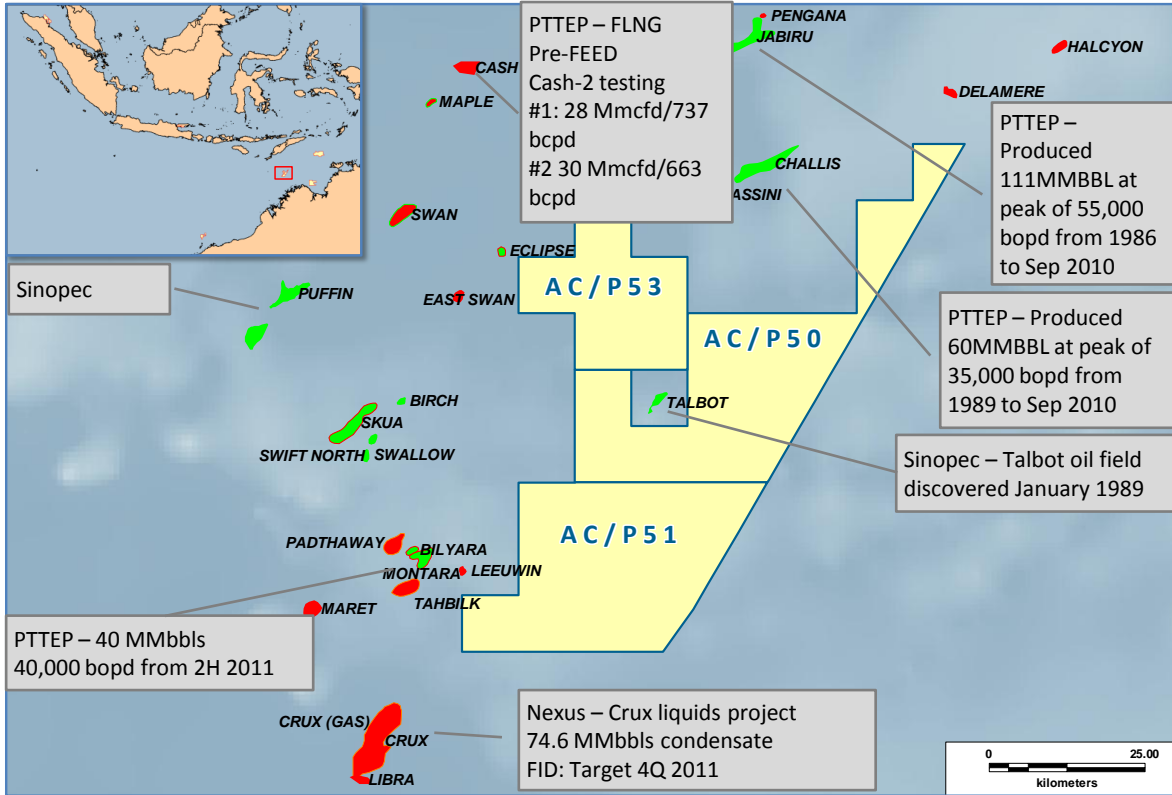 PTTEP – FLNG
Pre-FEED
Cash-2 testing
#1: 28 Mmcfd/737
bcpd
#2 30 Mmcfd/663
bcpd
PENGANA
JABIRU
HALCYON
CASH
MAPLE
DELAMERE
PTTEP –
Produced
111MMBBL at
peak of 55,000
bopd from 1986
to Sep 2010
CHALLIS
ASSINI
SWAN
ECLIPSE
Sinopec
PUFFIN
EAST SWAN
AC/P53
AC/P50
PTTEP – Produced
60MMBBL at peak of
35,000 bopd from
1989 to Sep 2010
BIRCH
TALBOT
SKUA
SWIFT NORTH
SWALLOW
Sinopec – Talbot oil field
discovered January 1989
AC/P51
PADTHAWAY
BILYARA
MONTARA
LEEUWIN
TAHBILK
MARET
PTTEP – 40 MMbbls
40,000 bopd from 2H 2011
CRUX (GAS)
CRUX
LIBRA
Nexus – Crux liquids project
74.6 MMbbls condensate
FID: Target 4Q 2011
0 25.00
kilometers